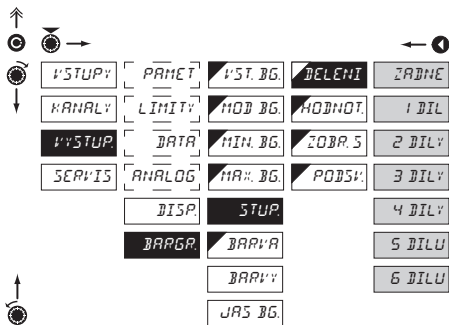 VSTUPY PAMET VST. BG. DELENI ZADNE
KANALY LIMITY MOD BG. HODNOT. 1 DIL
VYSTUP. DATA MIN. BG. ZOBR. S 2 DILY
SERVIS ANALOG MAX. BG. PODSV. 3 DILY
DISP. STUP. 4 DILY
BARGR. BARVA 5 DILU
BARVY 6 DILU
JAS BG.